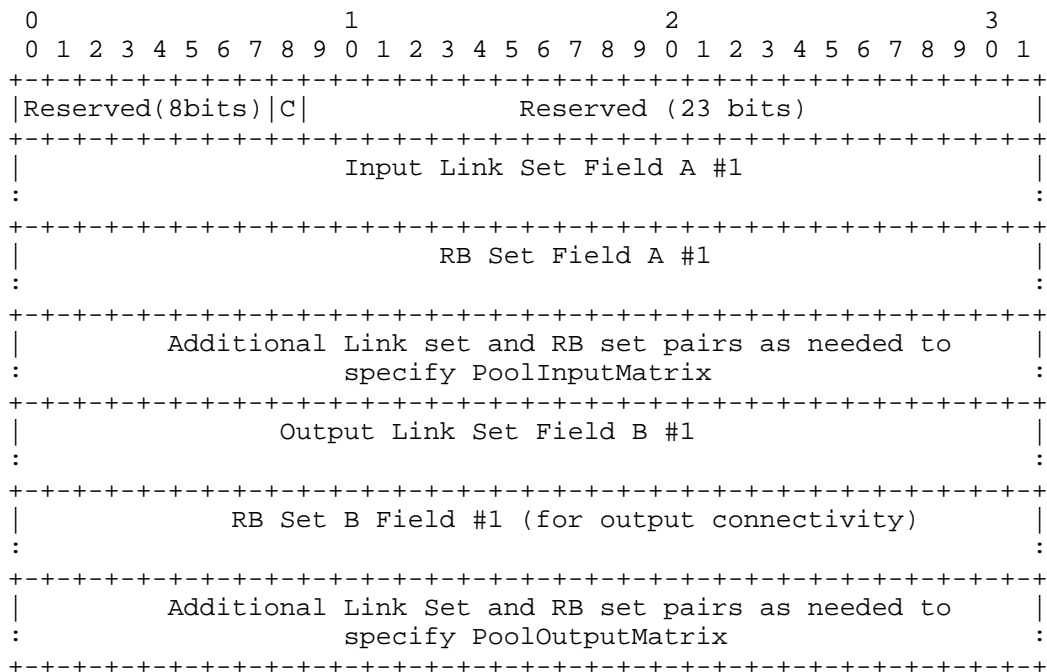 0                   1                   2                   3
 0 1 2 3 4 5 6 7 8 9 0 1 2 3 4 5 6 7 8 9 0 1 2 3 4 5 6 7 8 9 0 1
+-+-+-+-+-+-+-+-+-+-+-+-+-+-+-+-+-+-+-+-+-+-+-+-+-+-+-+-+-+-+-+-+
|Reserved(8bits)|C|             Reserved (23 bits)              |
+-+-+-+-+-+-+-+-+-+-+-+-+-+-+-+-+-+-+-+-+-+-+-+-+-+-+-+-+-+-+-+-+
|                    Input Link Set Field A #1                  |
:                                                               :
+-+-+-+-+-+-+-+-+-+-+-+-+-+-+-+-+-+-+-+-+-+-+-+-+-+-+-+-+-+-+-+-+
|                          RB Set Field A #1                    |
:                                                               :
+-+-+-+-+-+-+-+-+-+-+-+-+-+-+-+-+-+-+-+-+-+-+-+-+-+-+-+-+-+-+-+-+
|         Additional Link set and RB set pairs as needed to     |
:                    specify PoolInputMatrix                    :
+-+-+-+-+-+-+-+-+-+-+-+-+-+-+-+-+-+-+-+-+-+-+-+-+-+-+-+-+-+-+-+-+
|                Output Link Set Field B #1                     |
:                                                               :
+-+-+-+-+-+-+-+-+-+-+-+-+-+-+-+-+-+-+-+-+-+-+-+-+-+-+-+-+-+-+-+-+
|             RB Set B Field #1 (for output connectivity)       |
:                                                               :
+-+-+-+-+-+-+-+-+-+-+-+-+-+-+-+-+-+-+-+-+-+-+-+-+-+-+-+-+-+-+-+-+
|         Additional Link Set and RB set pairs as needed to     |
:                    specify PoolOutputMatrix                   :
+-+-+-+-+-+-+-+-+-+-+-+-+-+-+-+-+-+-+-+-+-+-+-+-+-+-+-+-+-+-+-+-+